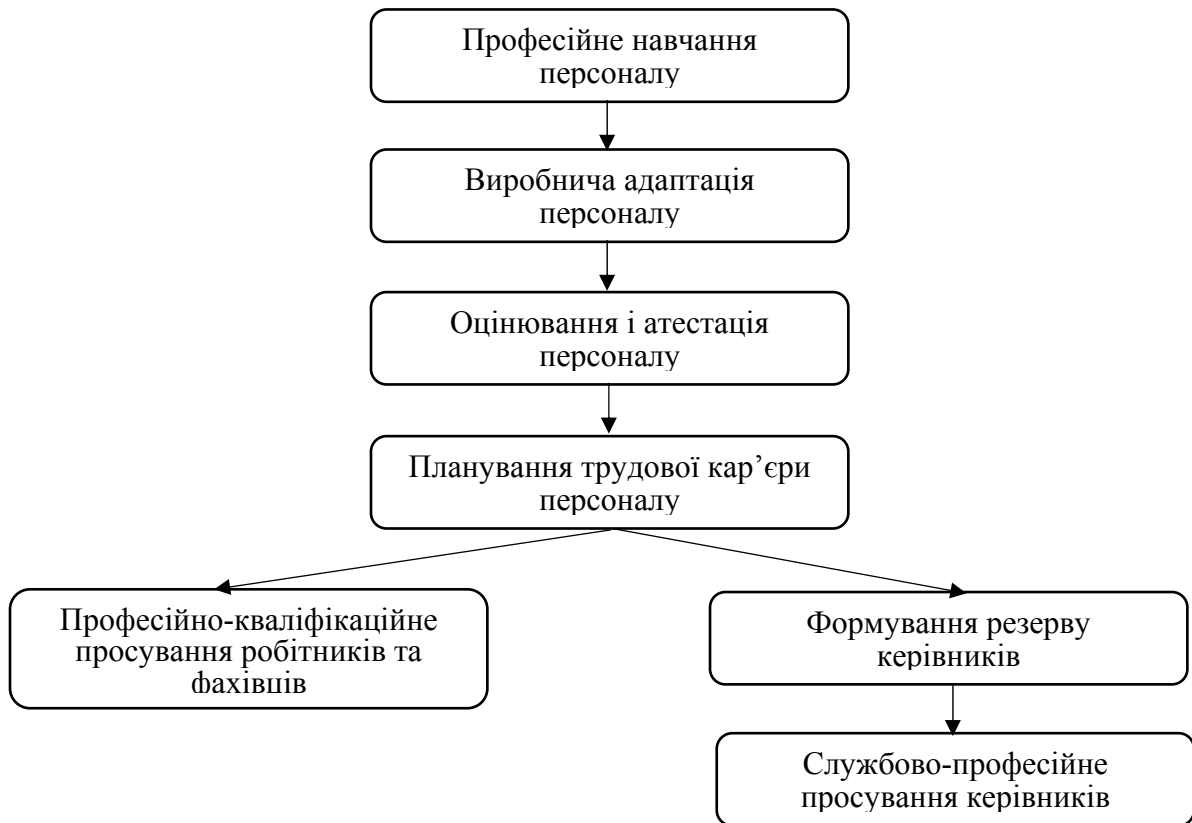 Професійне навчання
персоналу
Виробнича адаптація
персоналу
Оцінювання і атестація
персоналу
Планування трудової кар’єри
персоналу
Професійно-кваліфікаційне
просування робітників та
фахівців
Формування резерву
керівників
Службово-професійне
просування керівників